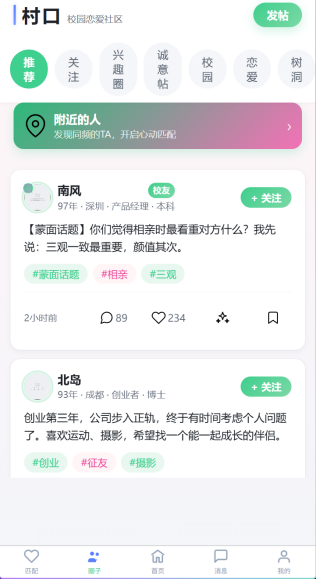 村口 校园恋爱社区 发帖
推荐 关注 兴趣圈 诚意帖 校园 恋爱 树洞
附近的人
发现同频的TA，开启心动匹配
南风 校友
97年 · 深圳 · 产品经理 · 本科
+ 关注
【蒙面话题】你们觉得相亲时最看重对方什么？我先
说：三观一致最重要，颜值其次。
#蒙面话题 #相亲 #三观
2小时前 89 234
北岛
93年 · 成都 · 创业者 · 博士
+ 关注
创业第三年，公司步入正轨，终于有时间考虑个人问题
了。喜欢运动、摄影，希望找一个能一起成长的伴侣。
#创业 #征友 #摄影
匹配 圈子 首页 消息 我的